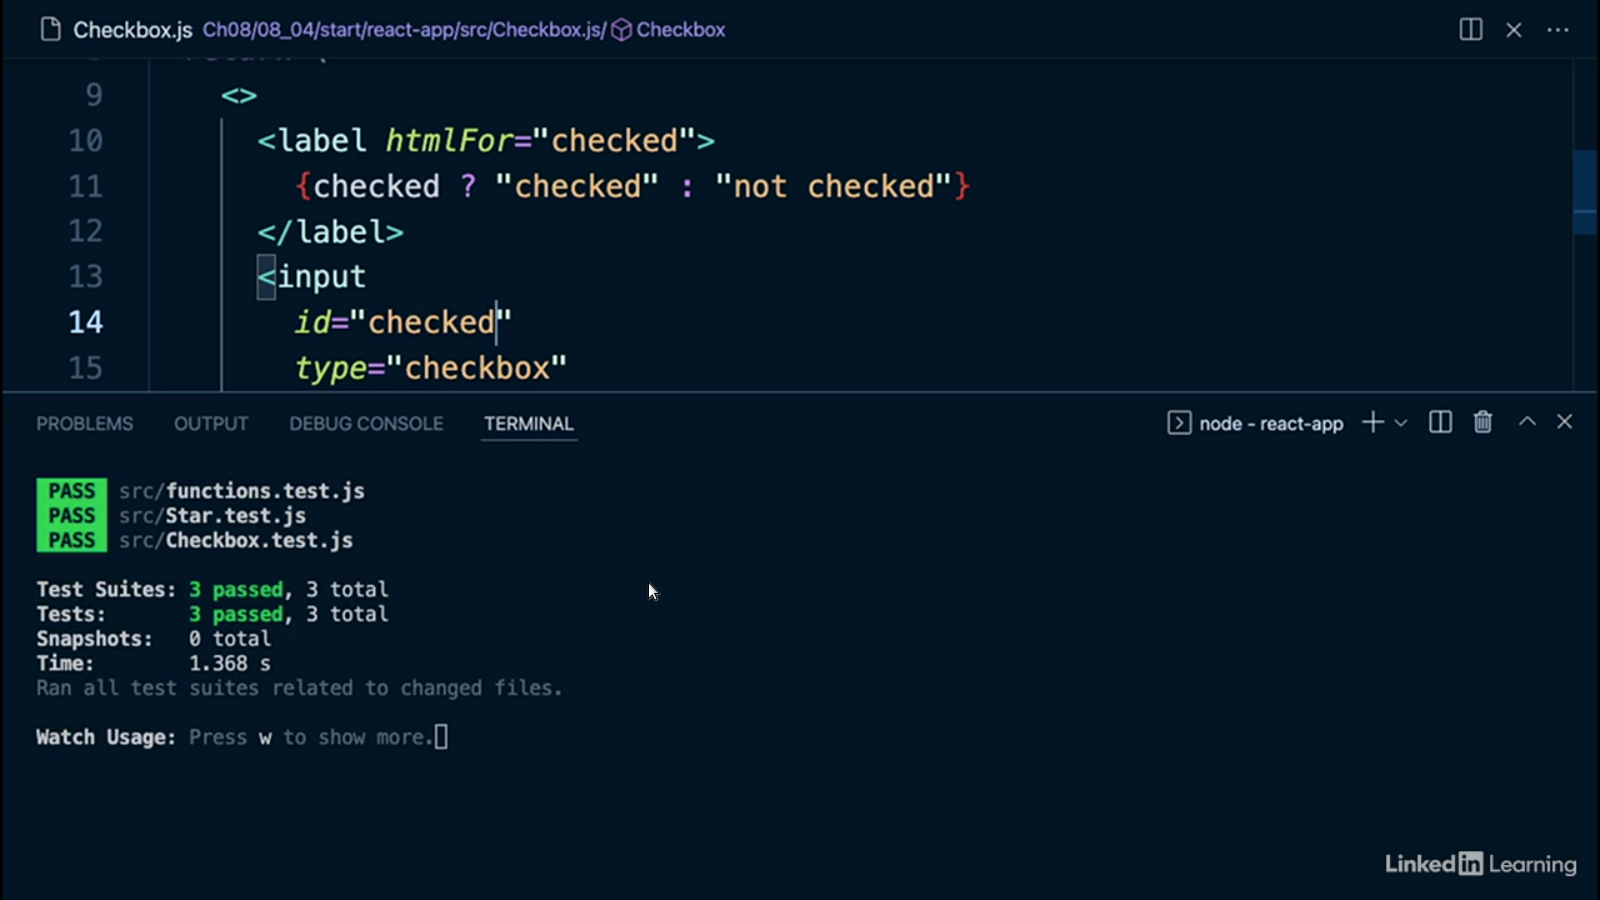 Checkbox.js Ch08/08_04/start/react-app/src/Checkbox.js/ Checkbox
9 <>
10 <label htmlFor="checked">
11 {checked ? "checked" : "not checked"}
12 </label>
13 <input
14 id="checked"
15 type="checkbox"
PROBLEMS OUTPUT DEBUG CONSOLE TERMINAL node - react-app
PASS src/functions.test.js
PASS src/Star.test.js
PASS src/Checkbox.test.js
Test Suites: 3 passed, 3 total
Tests: 3 passed, 3 total
Snapshots: 0 total
Time: 1.368 s
Ran all test suites related to changed files.
Watch Usage: Press w to show more.
LinkedIn Learning